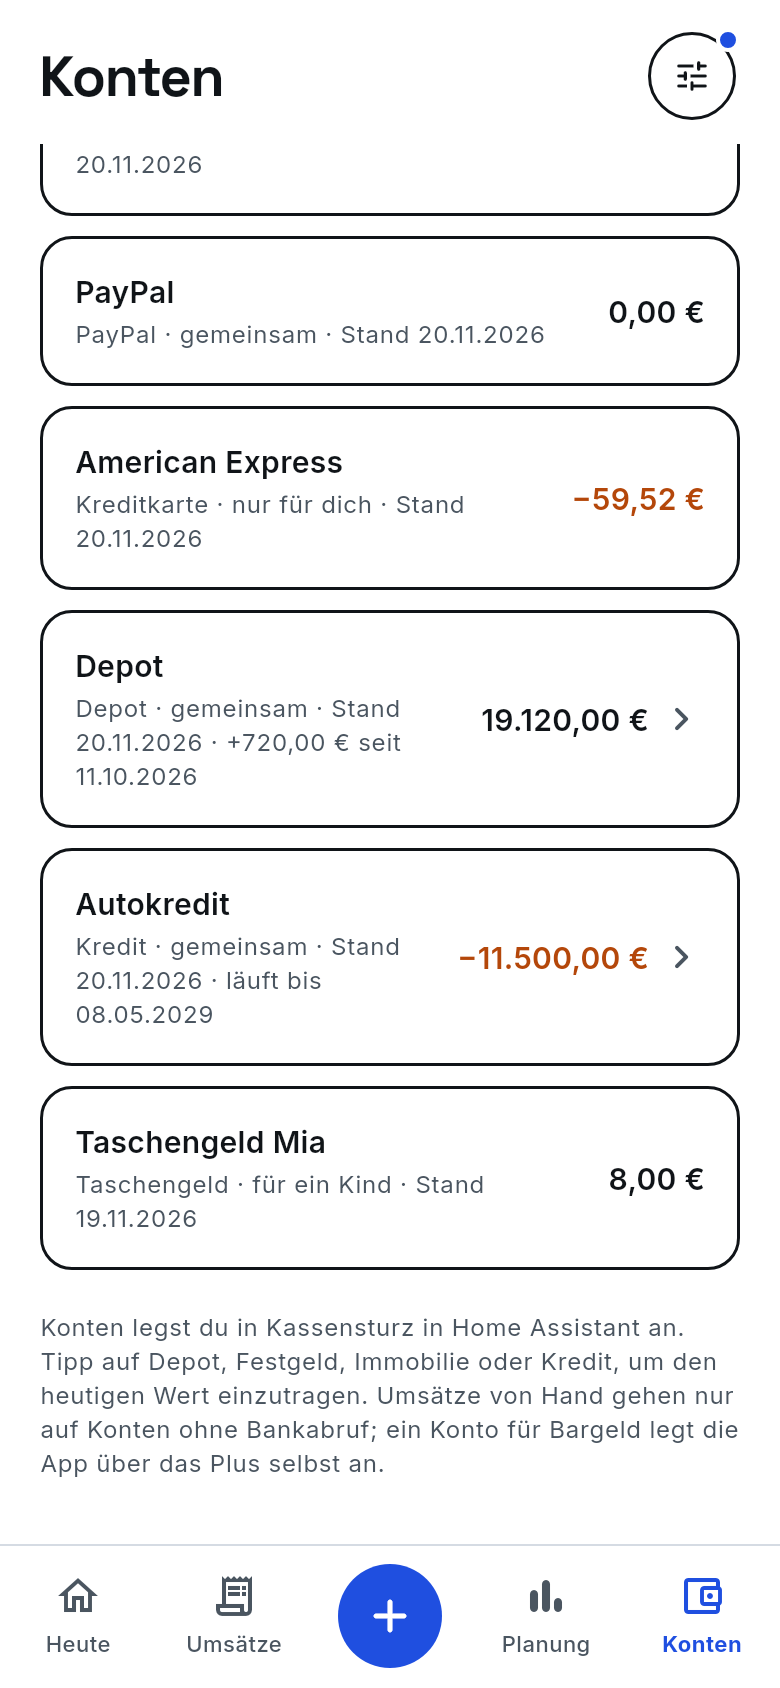 Konten
20.11.2026
PayPal
0,00 €
PayPal · gemeinsam · Stand 20.11.2026
American Express
Kreditkarte · nur für dich · Stand
20.11.2026
−59,52 €
Depot
Depot · gemeinsam · Stand
20.11.2026 · +720,00 € seit
11.10.2026
19.120,00 €
Autokredit
Kredit · gemeinsam · Stand
20.11.2026 · läuft bis
08.05.2029
−11.500,00 €
Taschengeld Mia
Taschengeld · für ein Kind · Stand
19.11.2026
8,00 €
Konten legst du in Kassensturz in Home Assistant an.
Tipp auf Depot, Festgeld, Immobilie oder Kredit, um den
heutigen Wert einzutragen. Umsätze von Hand gehen nur
auf Konten ohne Bankabruf; ein Konto für Bargeld legt die
App über das Plus selbst an.
Heute
Umsätze
Planung
Konten